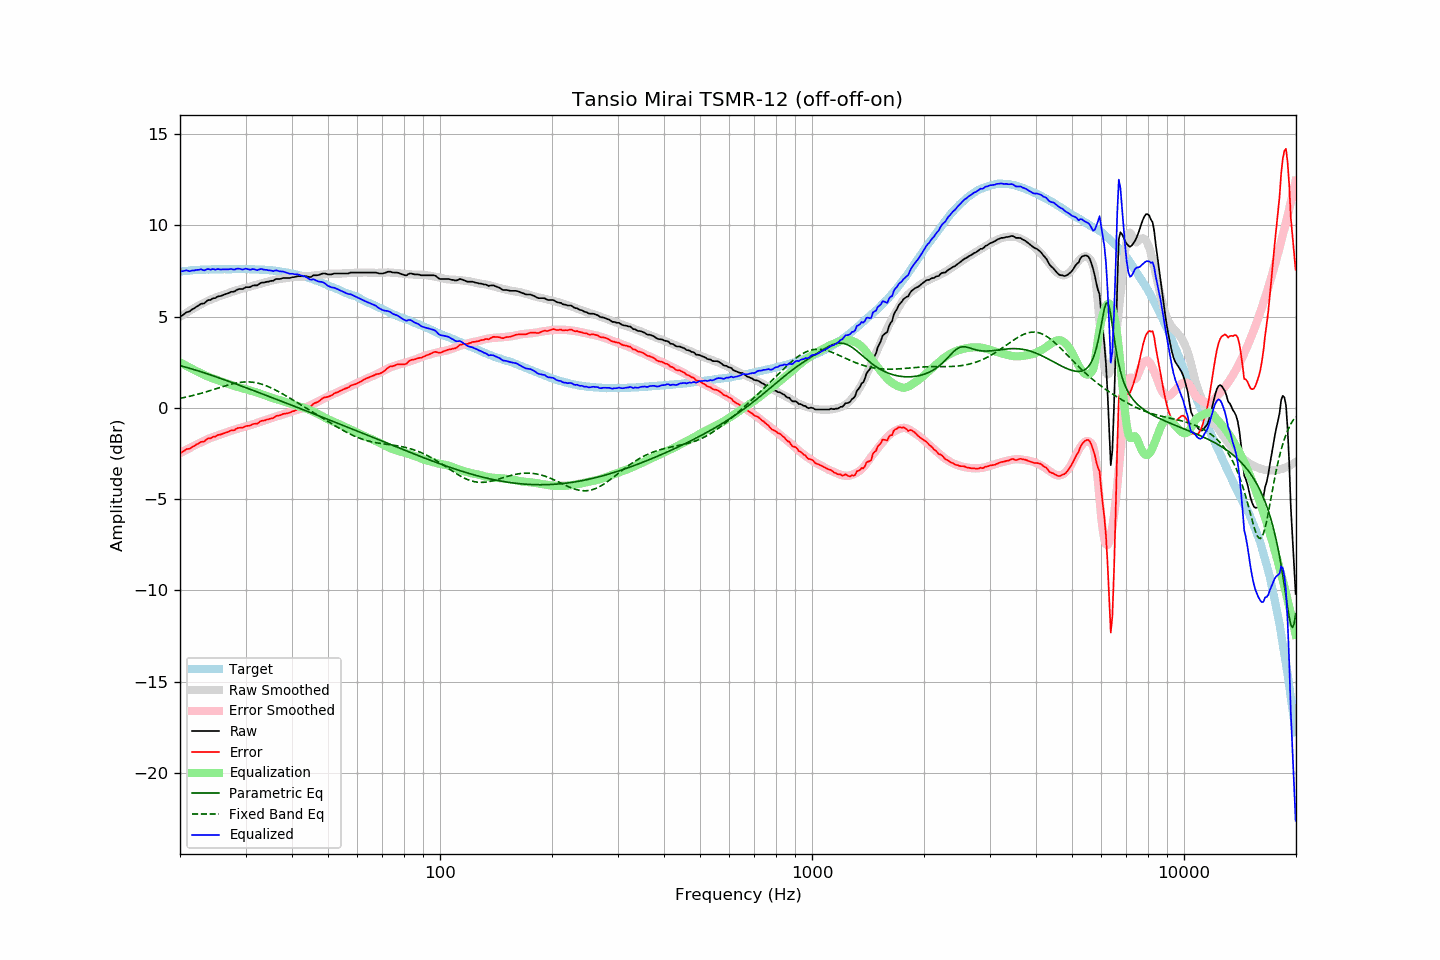 Tansio Mirai TSMR-12 (off-off-on)
15
10
5
0
−5
−10
−15
−20
Amplitude (dBr)
Target
Raw Smoothed
Error Smoothed
Raw
Error
Equalization
Parametric Eq
Fixed Band Eq
Equalized
100
1000
10000
Frequency (Hz)